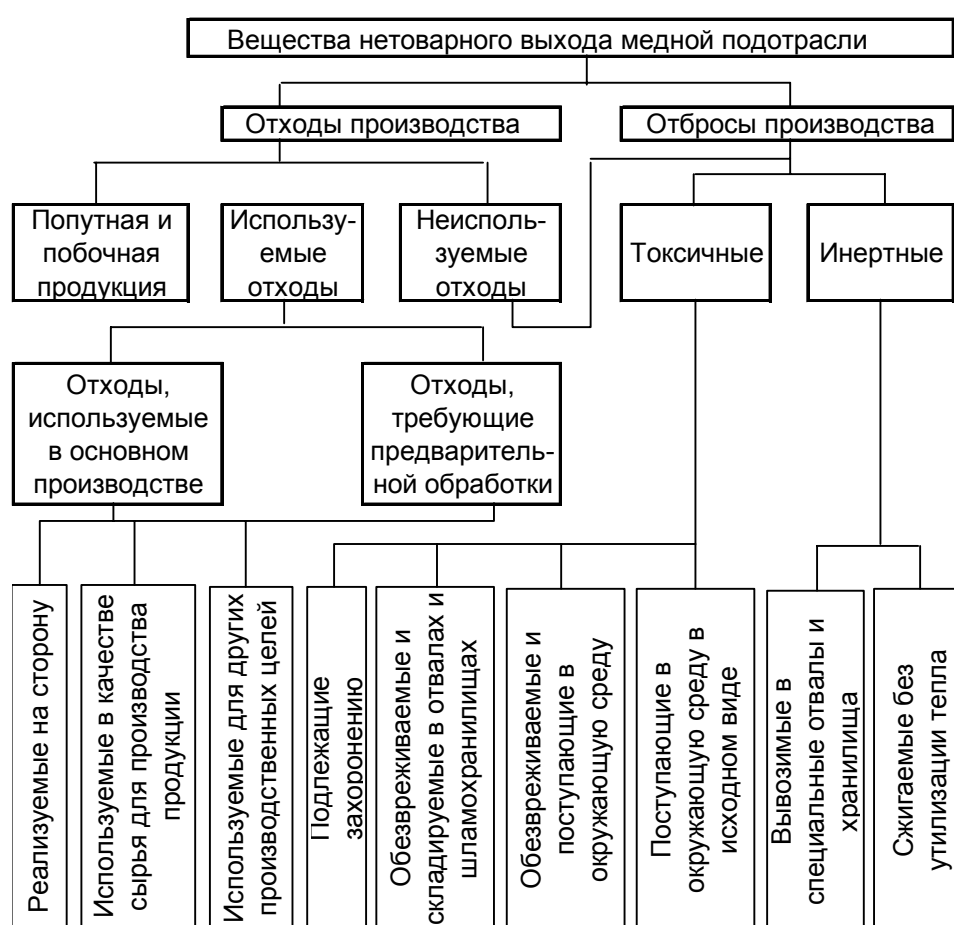 Вещества нетоварного выхода медной подотрасли
Отходы производства
Отбросы производства
Попутная и
побочная
продукция
Использу-
емые
отходы
Неисполь-
зуемые
отходы
Токсичные
Инертные
Отходы,
используемые
в основном
производстве
Отходы,
требующие
предваритель-
ной обработки
Реализуемые на сторону
Используемые в качестве
сырья для производства
продукции
Используемые для других
производственных целей
Подлежащие
захоронению
Обезвреживаемые и
складируемые в отвалах и
шламохранилищах
Обезвреживаемые и
поступающие в
окружающую среду
Поступающие в
окружающую среду в
исходном виде
Вывозимые в
специальные отвалы и
хранилища
Сжигаемые без
утилизации тепла